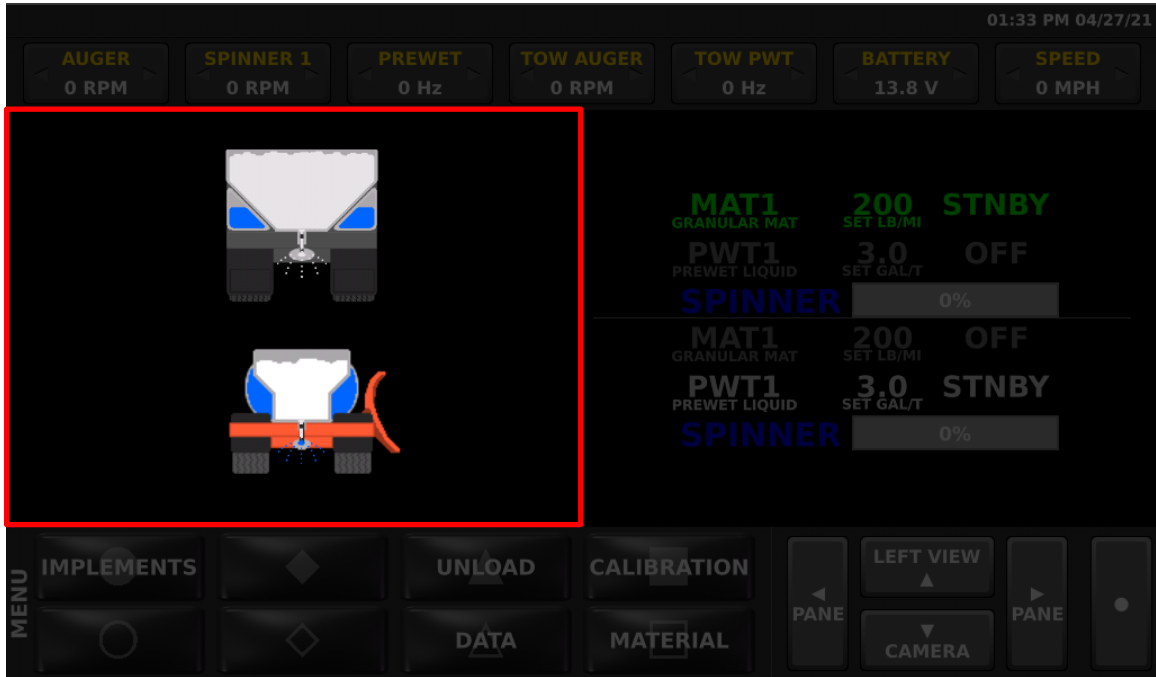 01:33 PM 04/27/21
AUGER SPINNER 1 PREWET TOW AUGER TOW PWT BATTERY SPEED
0 RPM 0 RPM 0 Hz 0 RPM 0 Hz 13.8 V 0 MPH
MAT1 200 STNBY
GRANULAR MAT SET LB/MI
PWT1 3.0 OFF
PREWET LIQUID SET GAL/T
SPINNER 0%
MAT1 200 OFF
GRANULAR MAT SET LB/MI
PWT1 3.0 STNBY
PREWET LIQUID SET GAL/T
SPINNER 0%
MENU
IMPLEMENTS UNLOAD CALIBRATION
DATA MATERIAL
LEFT VIEW
PANE PANE
CAMERA